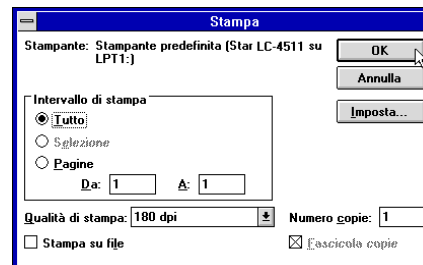 Stampa
Stampante: Stampante predefinita (Star LC-4511 su
LPT1:)
OK
Annulla
Imposta...
Intervallo di stampa
Tutto
Selezione
Pagine
Da: 1 A: 1
Qualità di stampa: 180 dpi
Numero copie: 1
Stampa su file
Fascicola copie